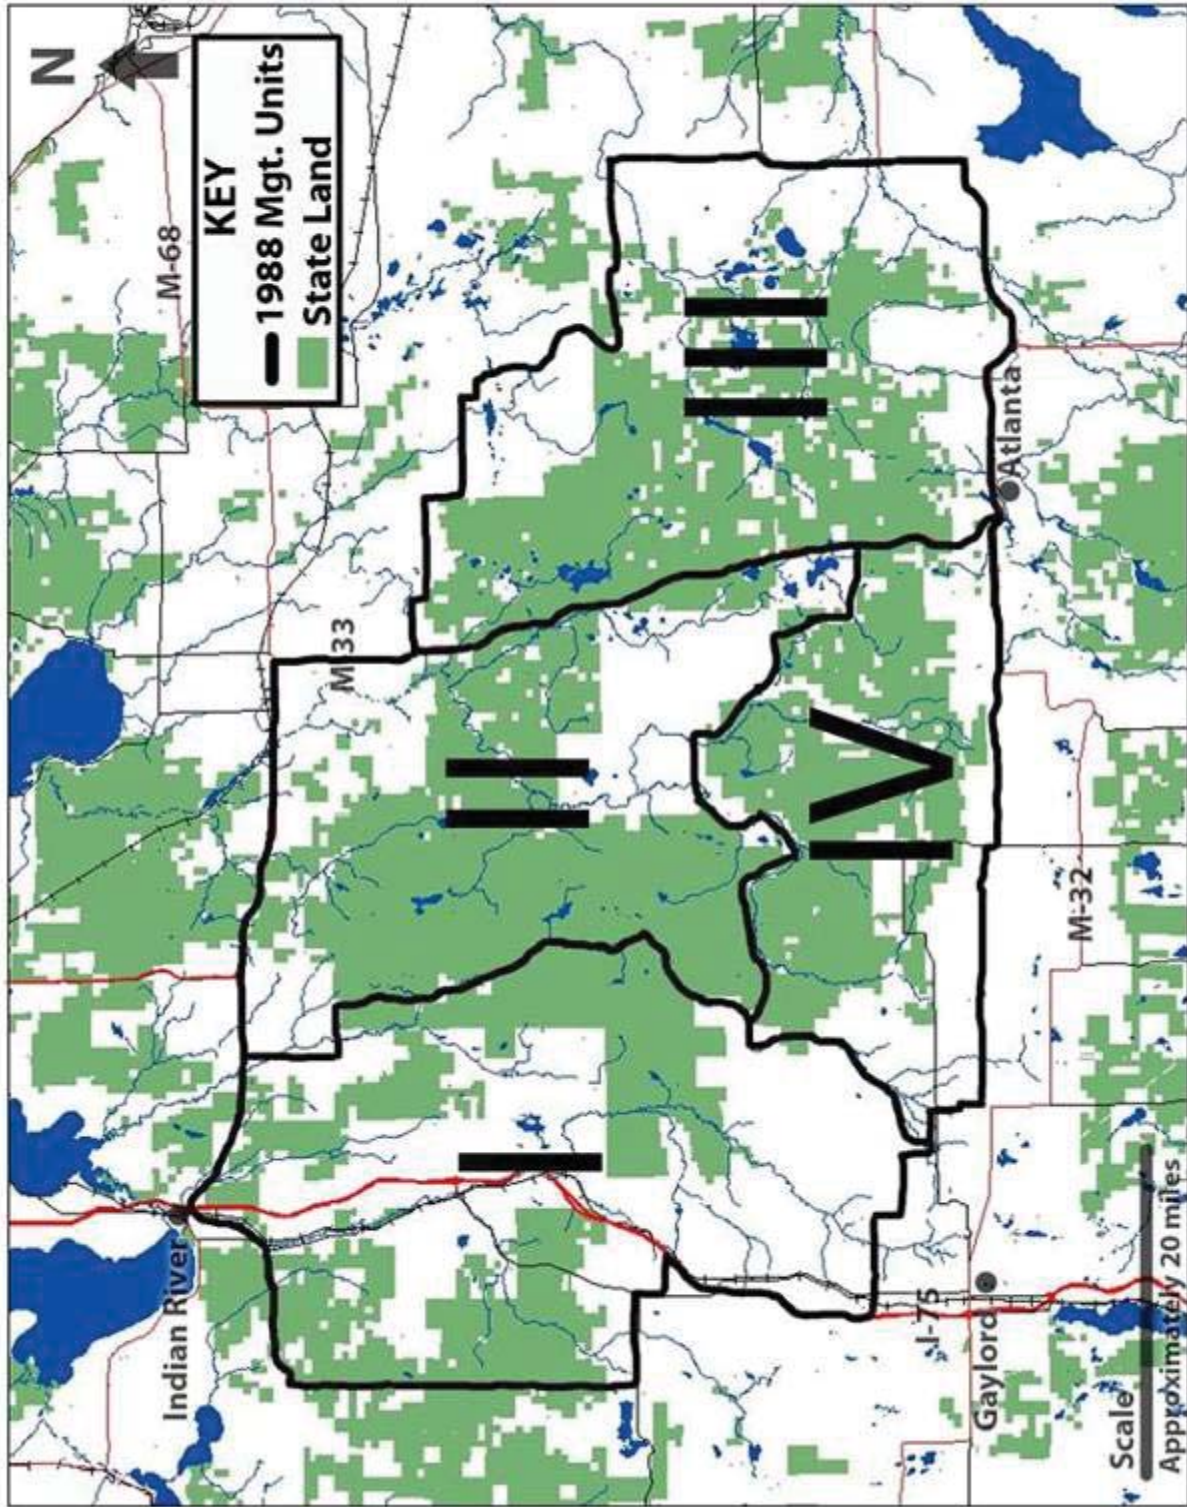 N
KEY
1988 Mgt. Units
State Land
M-68
M-33
Indian River
I
II
III
IV
Atlanta
M-32
I-75
Gaylord
Scale
Approximately 20 miles